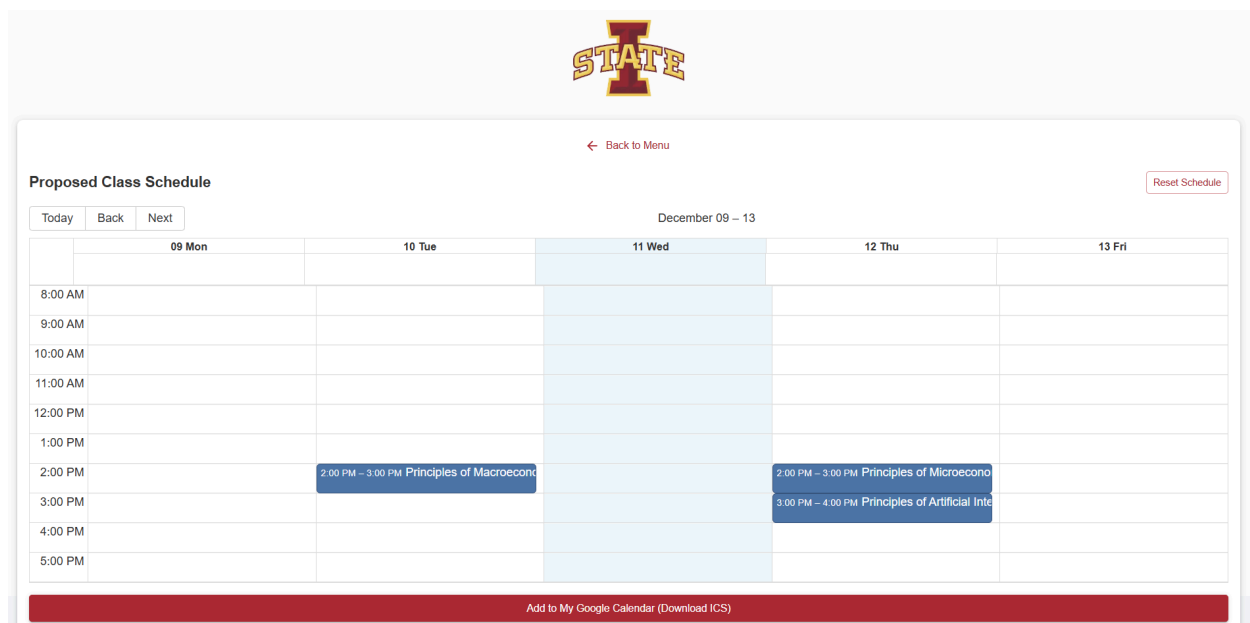 STATE
Back to Menu
Proposed Class Schedule
Reset Schedule
Today Back Next
December 09 – 13
09 Mon 10 Tue 11 Wed 12 Thu 13 Fri
8:00 AM
9:00 AM
10:00 AM
11:00 AM
12:00 PM
1:00 PM
2:00 PM 2:00 PM – 3:00 PM Principles of Macroecono 2:00 PM – 3:00 PM Principles of Microecono
3:00 PM 3:00 PM – 4:00 PM Principles of Artificial Inte
4:00 PM
5:00 PM
Add to My Google Calendar (Download ICS)